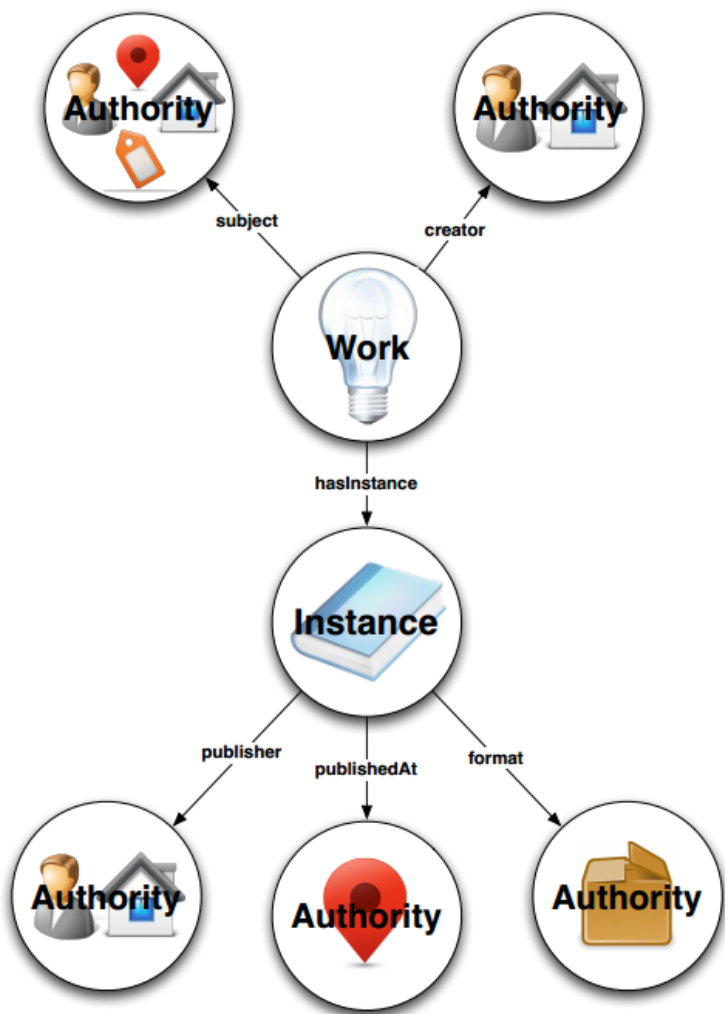 Authority
Authority
subject
creator
Work
hasInstance
Instance
publisher
publishedAt
format
Authority
Authority
Authority